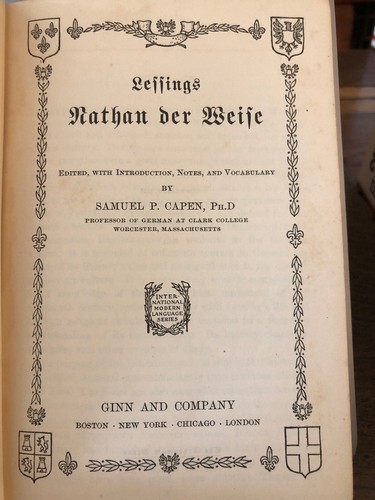 Leſſings
Nathan der Weiſe
EDITED, WITH INTRODUCTION, NOTES, AND VOCABULARY
BY
SAMUEL P. CAPEN, PH.D
PROFESSOR OF GERMAN AT CLARK COLLEGE
WORCESTER, MASSACHUSETTS
INTER-
NATIONAL
MODERN
LANGUAGE
SERIES
GINN AND COMPANY
BOSTON · NEW YORK · CHICAGO · LONDON